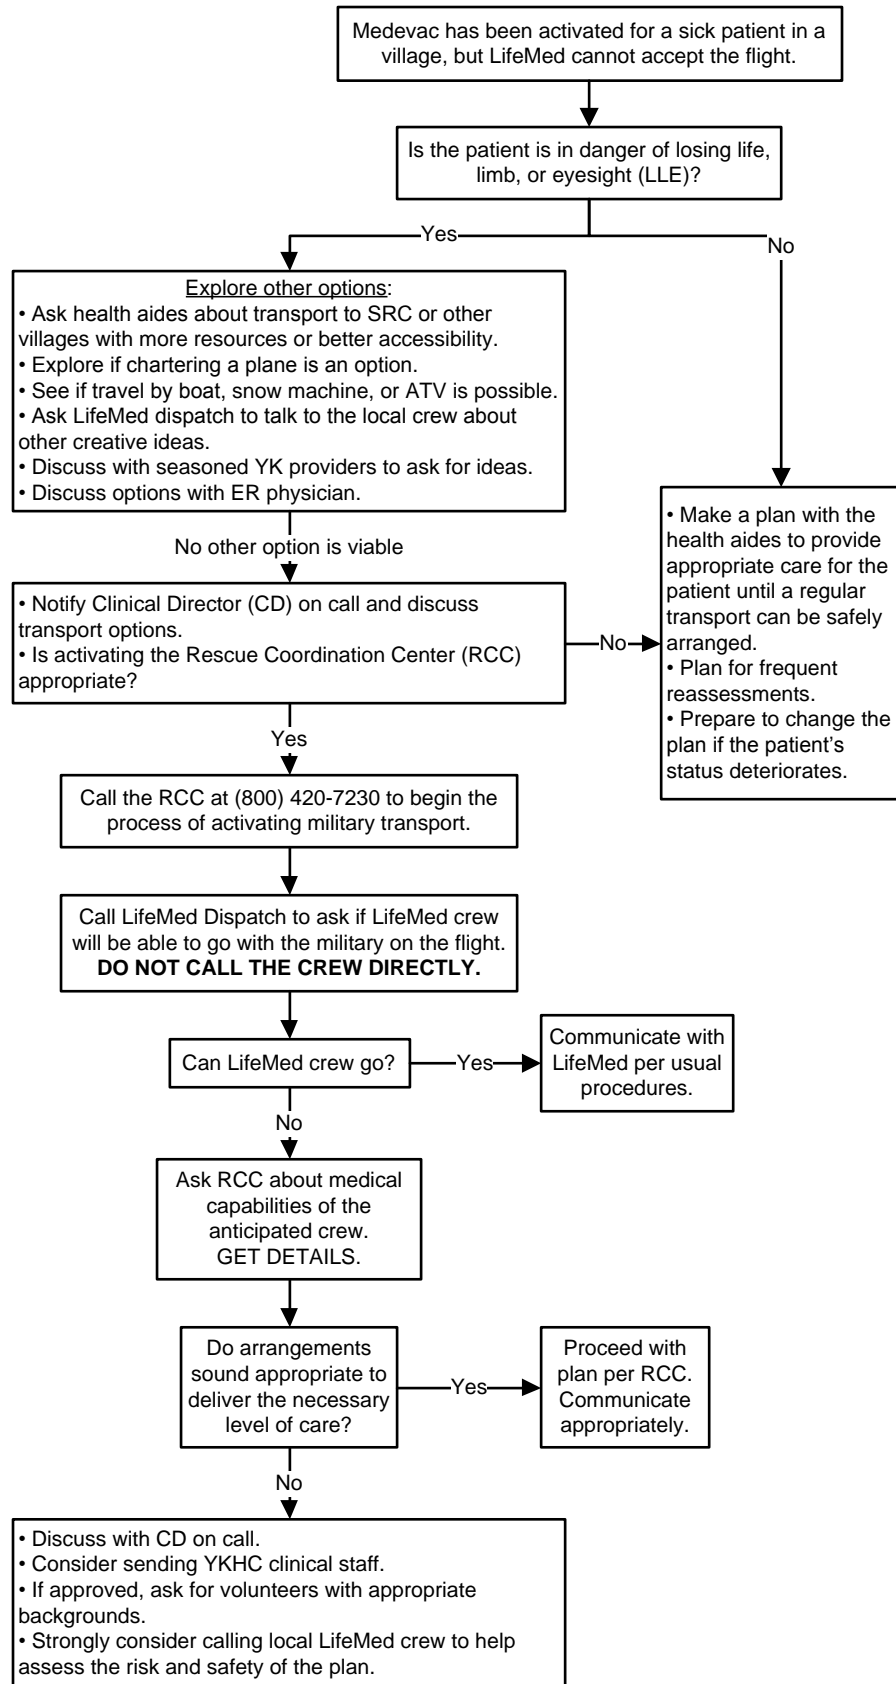 Medevac has been activated for a sick patient in a
village, but LifeMed cannot accept the flight.
Is the patient is in danger of losing life,
limb, or eyesight (LLE)?
Yes
No
Explore other options:
• Ask health aides about transport to SRC or other
villages with more resources or better accessibility.
• Explore if chartering a plane is an option.
• See if travel by boat, snow machine, or ATV is possible.
• Ask LifeMed dispatch to talk to the local crew about
other creative ideas.
• Discuss with seasoned YK providers to ask for ideas.
• Discuss options with ER physician.
No other option is viable
• Notify Clinical Director (CD) on call and discuss
transport options.
• Is activating the Rescue Coordination Center (RCC)
appropriate?
No
• Make a plan with the
health aides to provide
appropriate care for the
patient until a regular
transport can be safely
arranged.
• Plan for frequent
reassessments.
• Prepare to change the
plan if the patient’s
status deteriorates.
Yes
Call the RCC at (800) 420-7230 to begin the
process of activating military transport.
Call LifeMed Dispatch to ask if LifeMed crew
will be able to go with the military on the flight.
DO NOT CALL THE CREW DIRECTLY.
Can LifeMed crew go?
Yes
Communicate with
LifeMed per usual
procedures.
No
Ask RCC about medical
capabilities of the
anticipated crew.
GET DETAILS.
Do arrangements
sound appropriate to
deliver the necessary
level of care?
Yes
Proceed with
plan per RCC.
Communicate
appropriately.
No
• Discuss with CD on call.
• Consider sending YKHC clinical staff.
• If approved, ask for volunteers with appropriate
backgrounds.
• Strongly consider calling local LifeMed crew to help
assess the risk and safety of the plan.